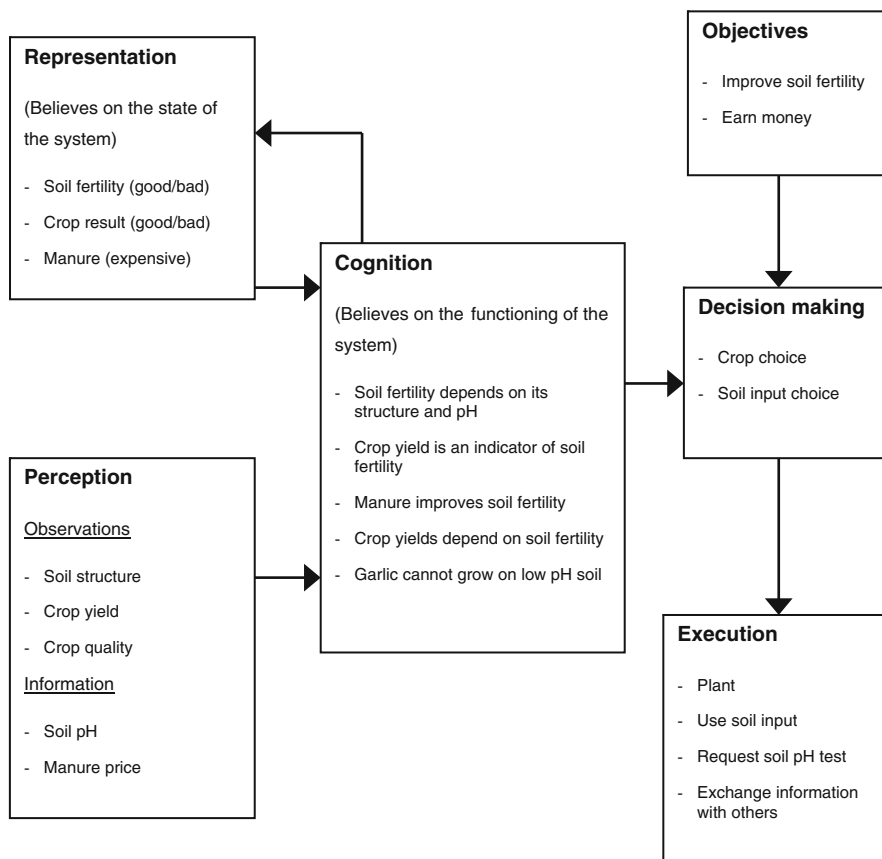 Representation
(Believes on the state of
the system)
- Soil fertility (good/bad)
- Crop result (good/bad)
- Manure (expensive)
Perception
Observations
- Soil structure
- Crop yield
- Crop quality
Information
- Soil pH
- Manure price
Cognition
(Believes on the functioning of the
system)
- Soil fertility depends on its
structure and pH
- Crop yield is an indicator of soil
fertility
- Manure improves soil fertility
- Crop yields depend on soil fertility
- Garlic cannot grow on low pH soil
Objectives
- Improve soil fertility
- Earn money
Decision making
- Crop choice
- Soil input choice
Execution
- Plant
- Use soil input
- Request soil pH test
- Exchange information
with others